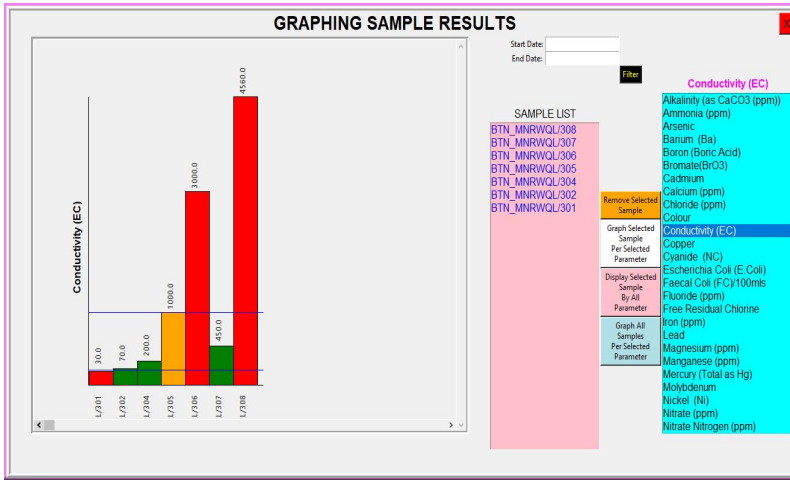 GRAPHING SAMPLE RESULTS
X
Start Date:
End Date:
Filter
Conductivity (EC)
30.0
70.0
200.0
1000.0
3000.0
450.0
4560.0
L/301
L/302
L/304
L/305
L/306
L/307
L/308
SAMPLE LIST
BTN_MNRWQL/308
BTN_MNRWQL/307
BTN_MNRWQL/306
BTN_MNRWQL/305
BTN_MNRWQL/304
BTN_MNRWQL/302
BTN_MNRWQL/301
Remove Selected
Sample
Graph Selected
Sample
Per Selected
Parameter
Display Selected
Sample
By All
Parameter
Graph All
Samples
Per Selected
Parameter
Conductivity (EC)
Alkalinity (as CaCO3 (ppm))
Ammonia (ppm)
Arsenic
Barium (Ba)
Boron (Boric Acid)
Bromate(BrO3)
Cadmium
Calcium (ppm)
Chloride (ppm)
Colour
Conductivity (EC)
Copper
Cyanide (NC)
Escherichia Coli (E.Coli)
Faecal Coli (FC)/100mls
Fluoride (ppm)
Free Residual Chlorine
Iron (ppm)
Lead
Magnesium (ppm)
Manganese (ppm)
Mercury (Total as Hg)
Molybdenum
Nickel (Ni)
Nitrate (ppm)
Nitrate Nitrogen (ppm)